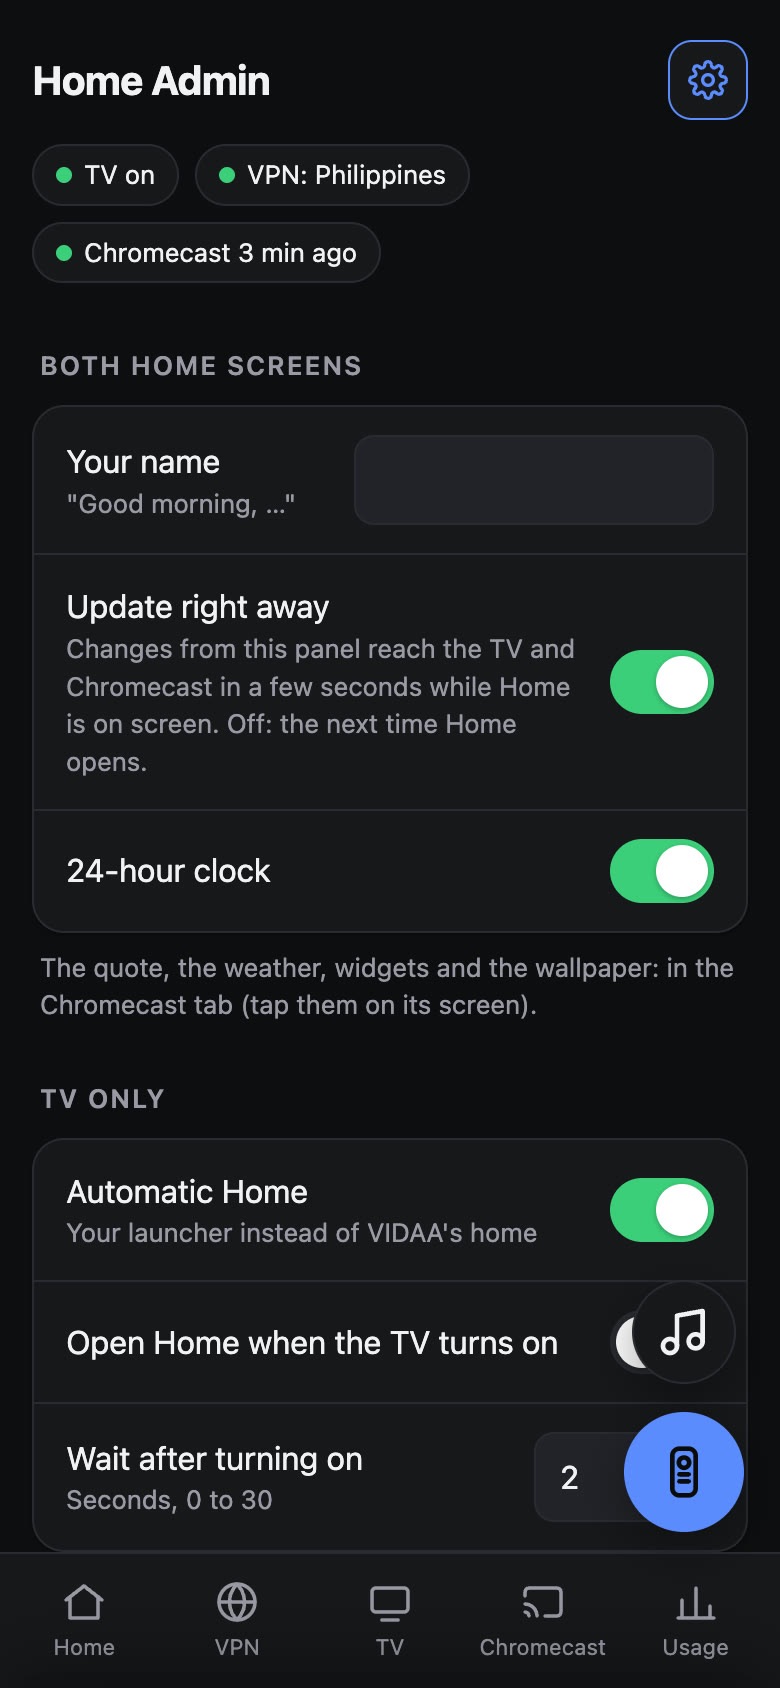 Home Admin
TV on
VPN: Philippines
Chromecast 3 min ago
BOTH HOME SCREENS
Your name
"Good morning, ..."
Update right away
Changes from this panel reach the TV and
Chromecast in a few seconds while Home
is on screen. Off: the next time Home
opens.
24-hour clock
The quote, the weather, widgets and the wallpaper: in the
Chromecast tab (tap them on its screen).
TV ONLY
Automatic Home
Your launcher instead of VIDAA's home
Open Home when the TV turns on
Wait after turning on
2
Seconds, 0 to 30
Home
VPN
TV
Chromecast
Usage